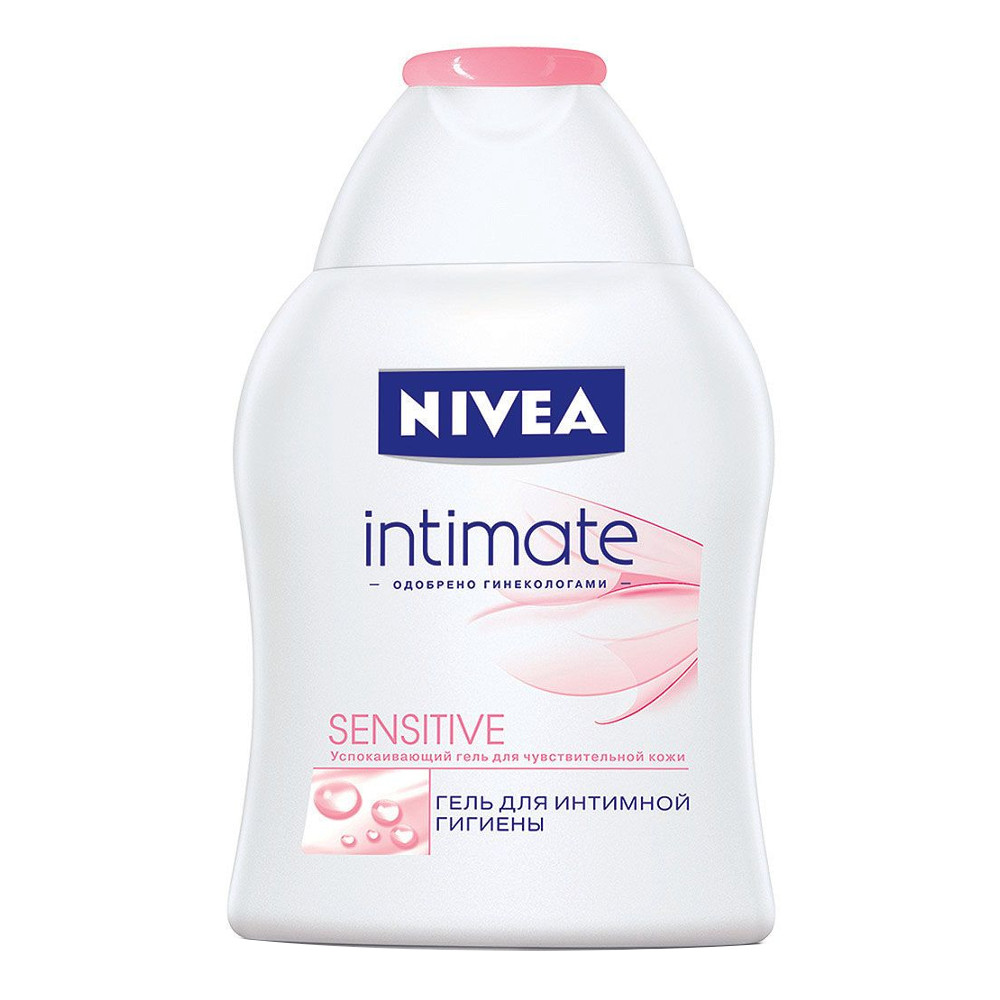 NIVEA
intimate
– ОДОБРЕНО ГИНЕКОЛОГАМИ –
SENSITIVE
Успокаивающий гель для чувствительной кожи
ГЕЛЬ ДЛЯ ИНТИМНОЙ
ГИГИЕНЫ